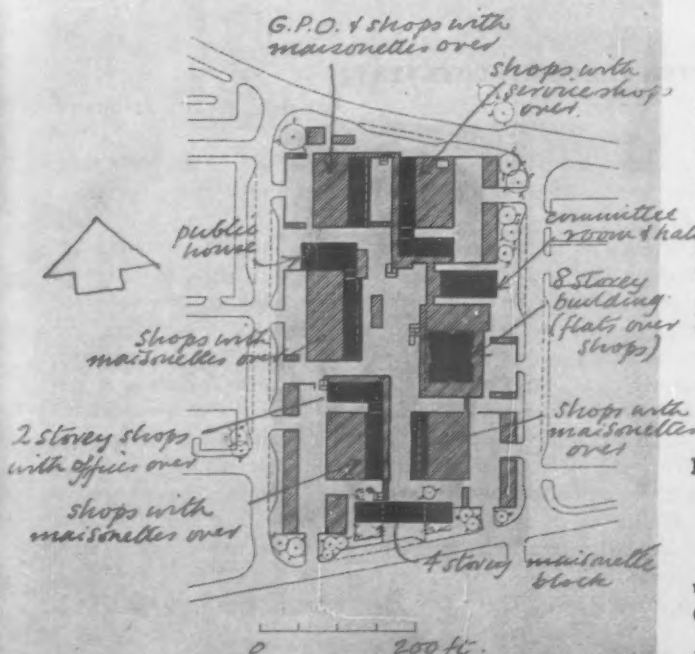 G.P.O. & shops with
maisonettes over
shops with
service shops
over.
public
house
committee
room & hall
8 storey
building
(flats over
shops)
shops with
maisonettes over
2 storey shops
with offices over
shops with
maisonettes
over
shops with
maisonettes over
4 storey maisonette
block
0 200 ft.